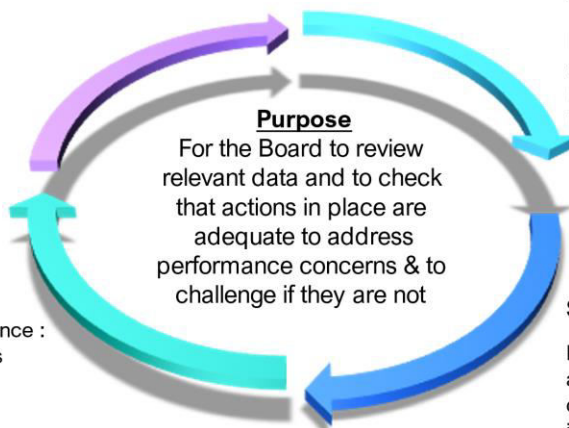 Purpose
For the Board to review
relevant data and to check
that actions in place are
adequate to address
performance concerns & to
challenge if they are not
nce :
s